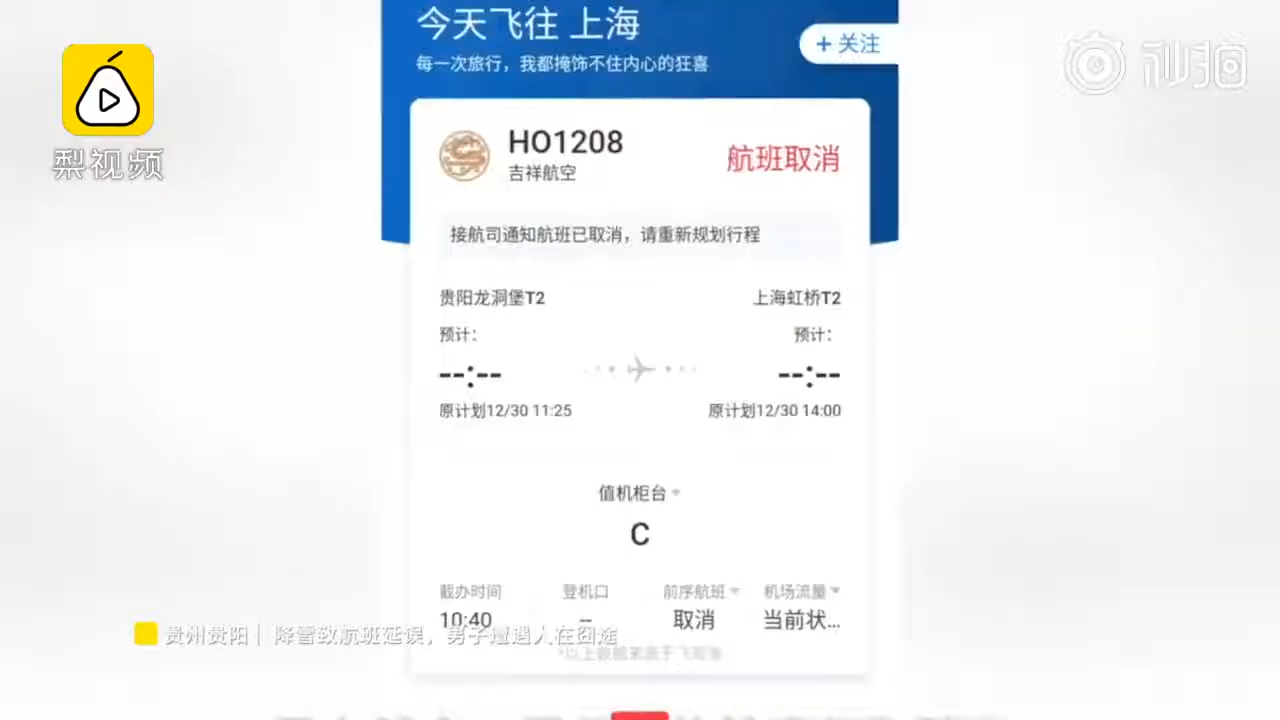 今天飞往 上海
每一次旅行，我都掩饰不住内心的狂喜
+ 关注
秒拍
梨视频
HO1208
吉祥航空
航班取消
接航司通知航班已取消，请重新规划行程
贵阳龙洞堡T2
上海虹桥T2
预计：
预计：
--:--
--:--
原计划12/30 11:25
原计划12/30 14:00
值机柜台
C
截办时间
登机口
前序航班
机场流量
10:40
--
取消
当前状...
贵州贵阳｜降雪致航班延误，男子遭遇人在囧途